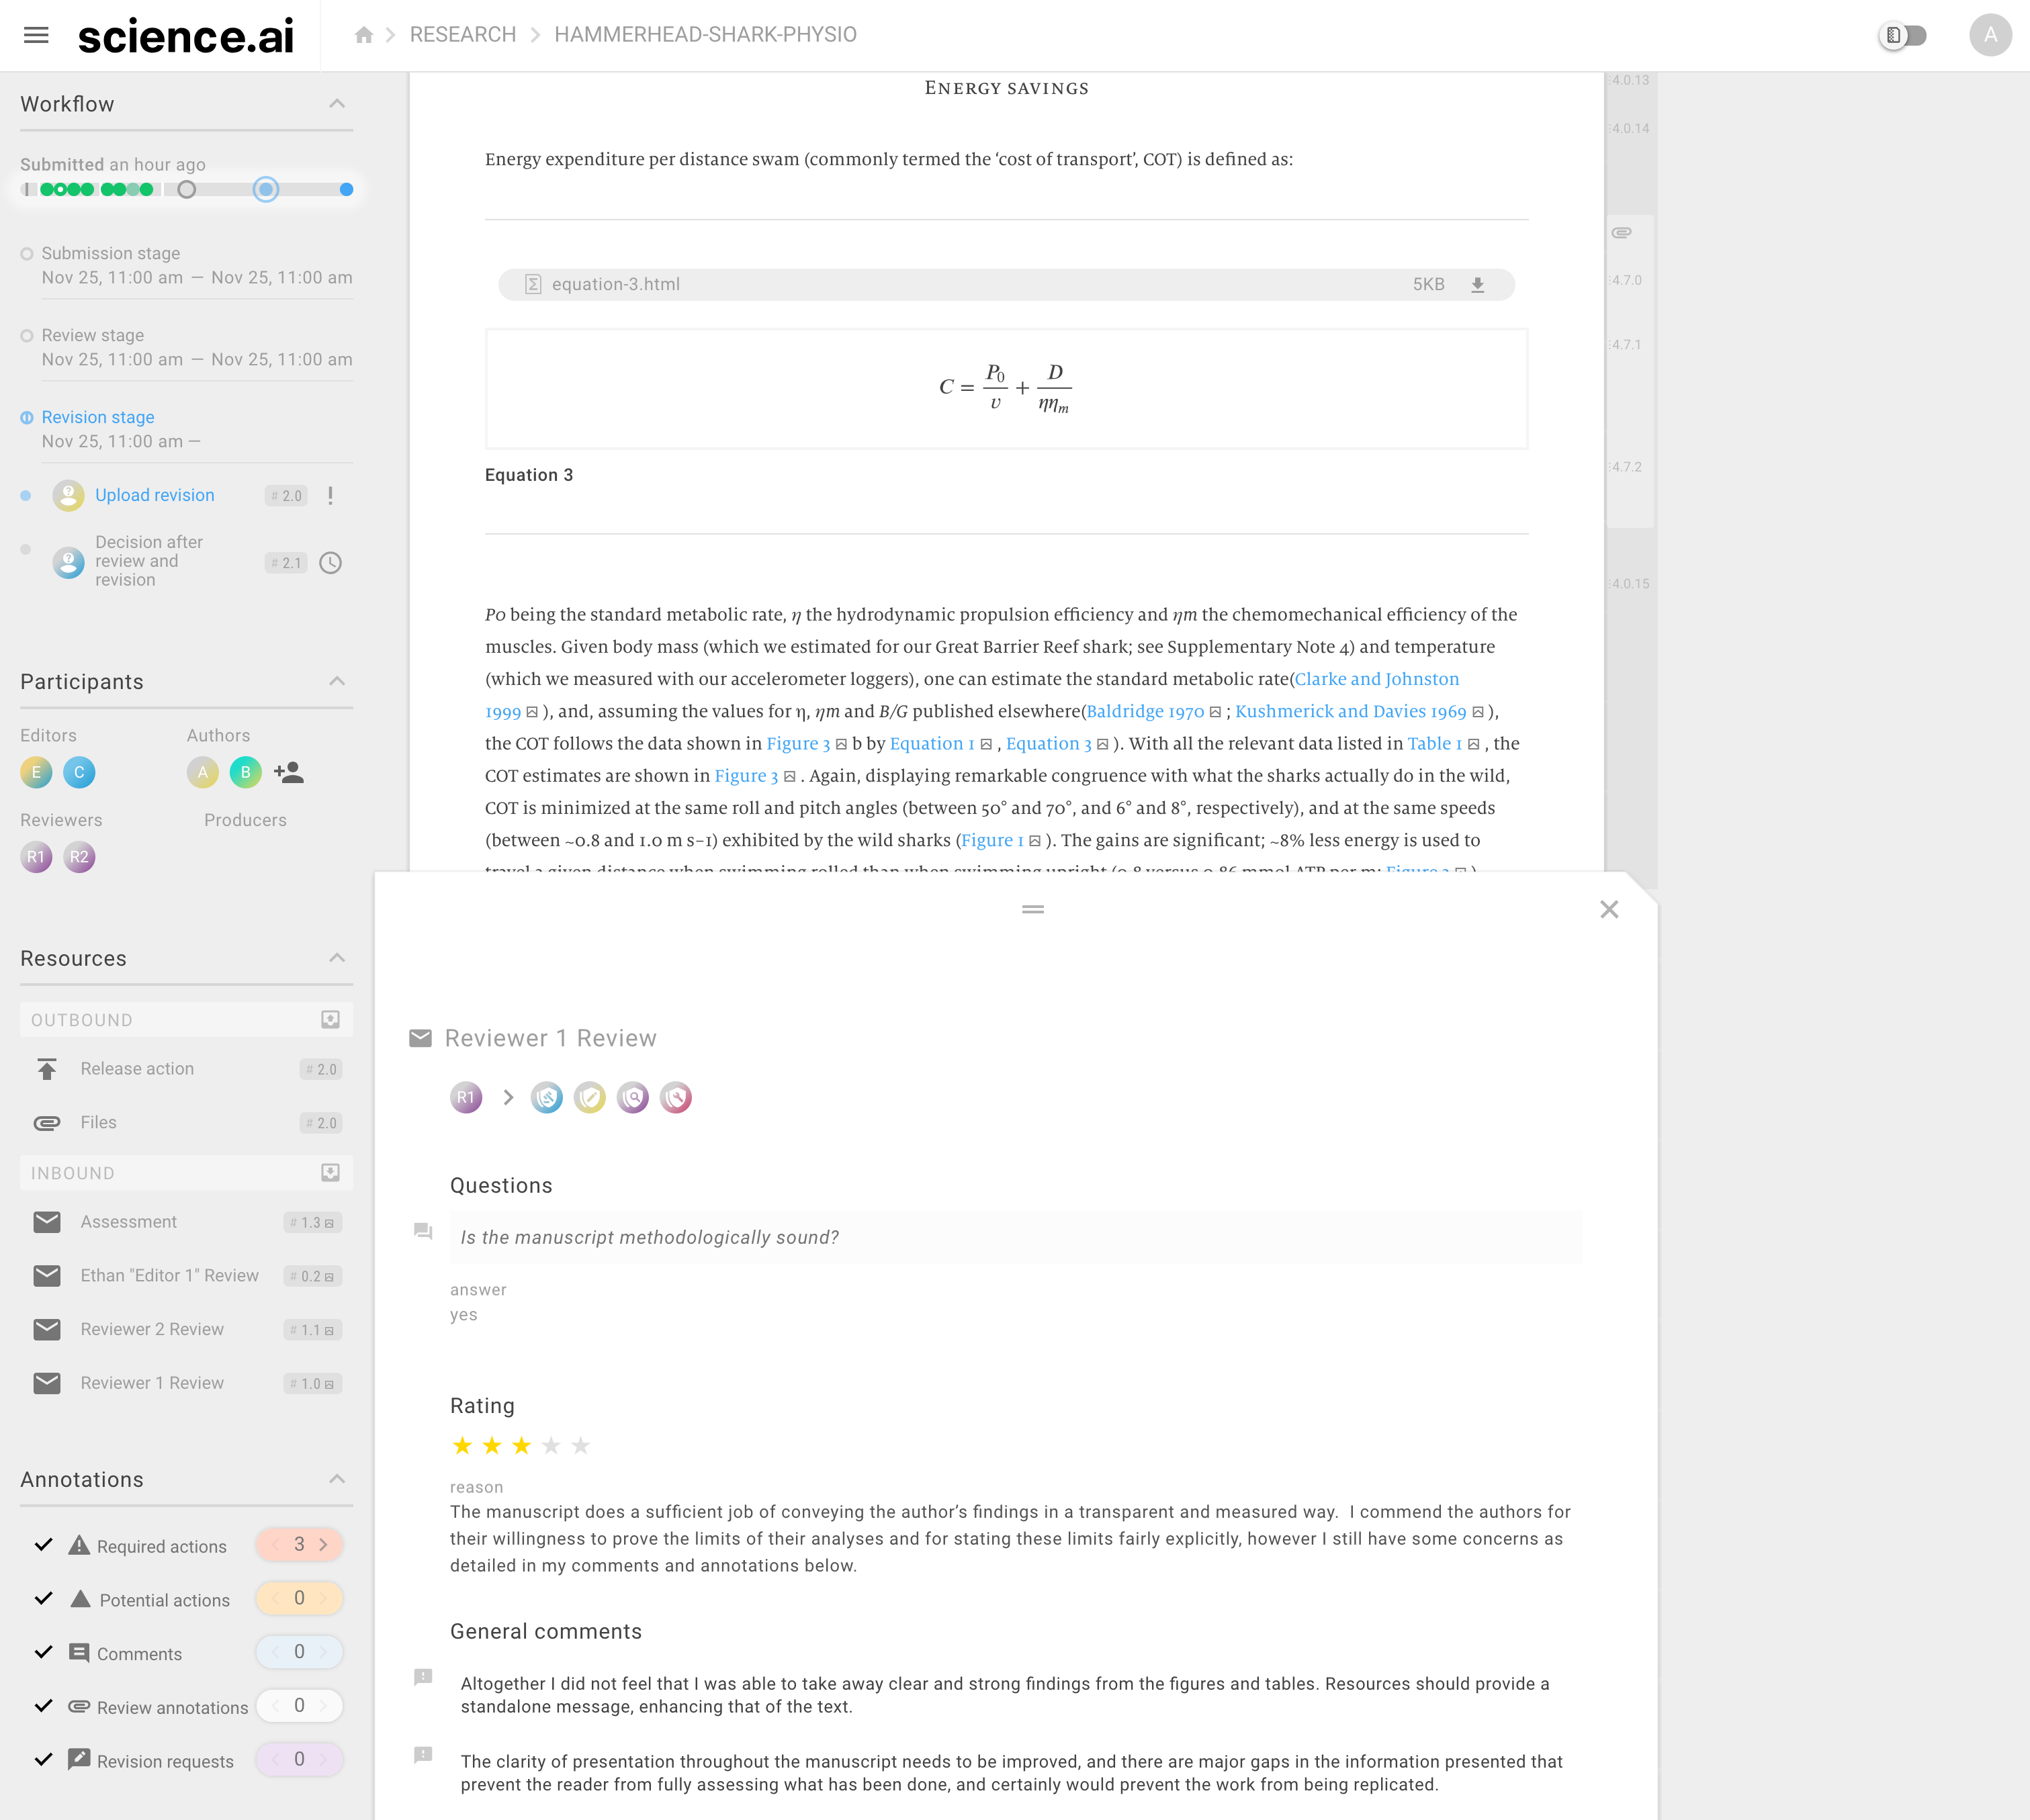 science.ai
RESEARCH
HAMMERHEAD-SHARK-PHYSIO
A
Workflow
Submitted an hour ago
Submission stage
Nov 25, 11:00 am — Nov 25, 11:00 am
Review stage
Nov 25, 11:00 am — Nov 25, 11:00 am
Revision stage
Nov 25, 11:00 am —
Upload revision # 2.0
Decision after
review and
revision
# 2.1
Participants
Editors Authors
E C A B
Reviewers Producers
R1 R2
Resources
OUTBOUND
Release action # 2.0
Files # 2.0
INBOUND
Assessment # 1.3
Ethan "Editor 1" Review # 0.2
Reviewer 2 Review # 1.1
Reviewer 1 Review # 1.0
Annotations
Required actions 3
Potential actions 0
Comments 0
Review annotations 0
Revision requests 0
ENERGY SAVINGS
Energy expenditure per distance swam (commonly termed the ‘cost of transport’, COT) is defined as:
equation-3.html 5KB
C = P0/v + D/ηηm
Equation 3
P0 being the standard metabolic rate, η the hydrodynamic propulsion efficiency and ηm the chemomechanical efficiency of the
muscles. Given body mass (which we estimated for our Great Barrier Reef shark; see Supplementary Note 4) and temperature
(which we measured with our accelerometer loggers), one can estimate the standard metabolic rate(Clarke and Johnston
1999 ), and, assuming the values for η, ηm and B/G published elsewhere(Baldridge 1970 ; Kushmerick and Davies 1969 ),
the COT follows the data shown in Figure 3 b by Equation 1 , Equation 3 ). With all the relevant data listed in Table 1 , the
COT estimates are shown in Figure 3 . Again, displaying remarkable congruence with what the sharks actually do in the wild,
COT is minimized at the same roll and pitch angles (between 50° and 70°, and 6° and 8°, respectively), and at the same speeds
(between ~0.8 and 1.0 m s−1) exhibited by the wild sharks (Figure 1 ). The gains are significant; ~8% less energy is used to
travel a given distance when swimming rolled than when swimming upright (0.8 versus 0.86 mmol ATP per m;
4.0.13
4.0.14
4.7.0
4.7.1
4.7.2
4.0.15
Reviewer 1 Review
R1
Questions
Is the manuscript methodologically sound?
answer
yes
Rating
reason
The manuscript does a sufficient job of conveying the author’s findings in a transparent and measured way.  I commend the authors for
their willingness to prove the limits of their analyses and for stating these limits fairly explicitly, however I still have some concerns as
detailed in my comments and annotations below.
General comments
Altogether I did not feel that I was able to take away clear and strong findings from the figures and tables. Resources should provide a
standalone message, enhancing that of the text.
The clarity of presentation throughout the manuscript needs to be improved, and there are major gaps in the information presented that
prevent the reader from fully assessing what has been done, and certainly would prevent the work from being replicated.